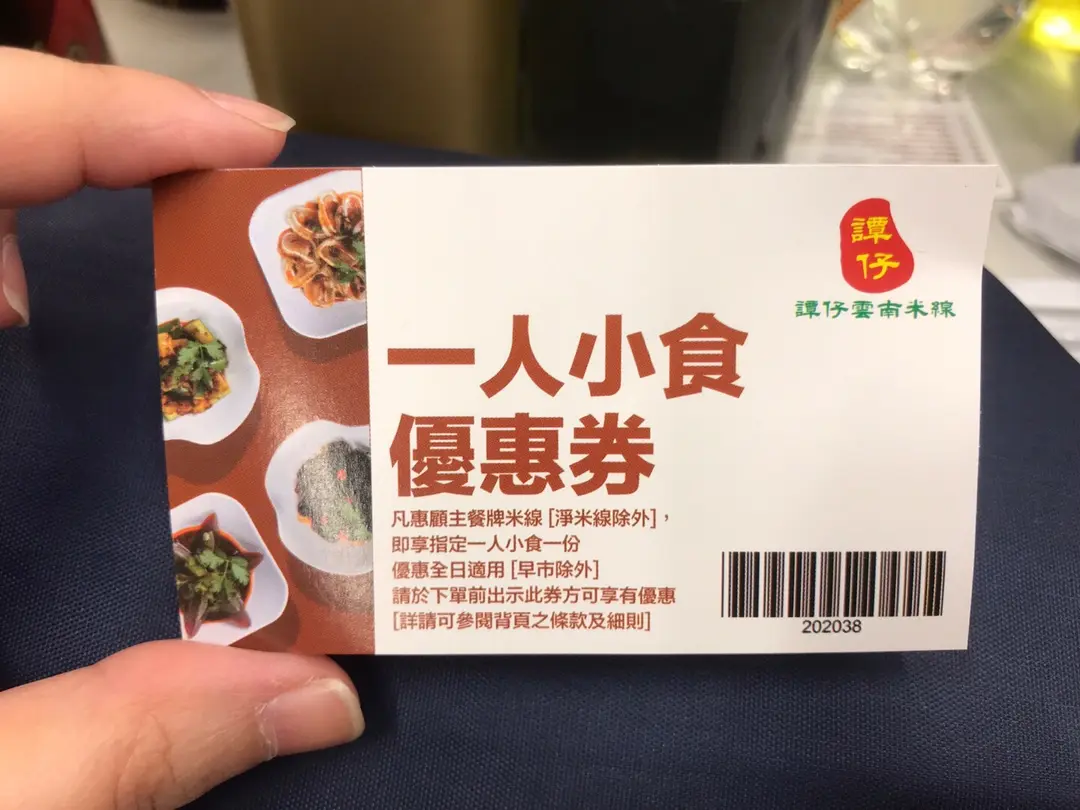 譚
仔
譚仔雲南米線
一人小食
優惠券
凡惠顧主餐牌米線 [淨米線除外]，
即享指定一人小食一份
優惠全日適用 [早市除外]
請於下單前出示此券方可享有優惠
[詳請可參閱背頁之條款及細則]
202038